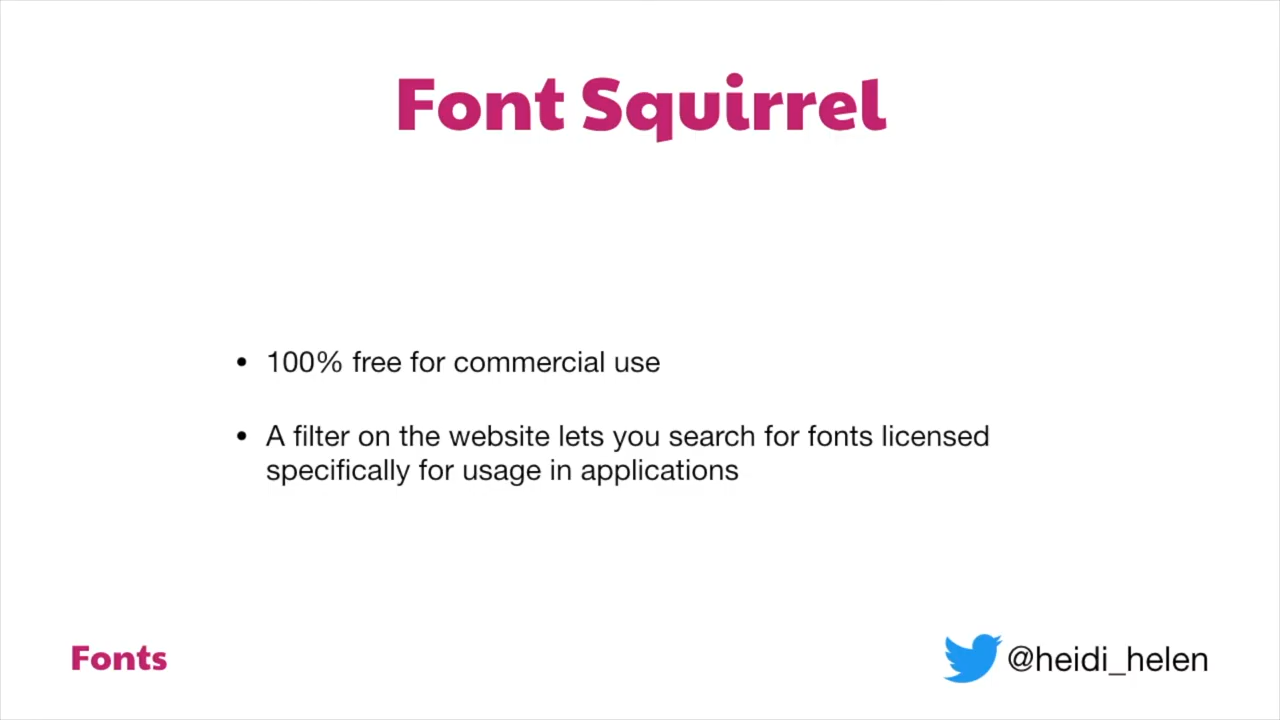 Font Squirrel
• 100% free for commercial use
• A filter on the website lets you search for fonts licensed
specifically for usage in applications
Fonts
@heidi_helen